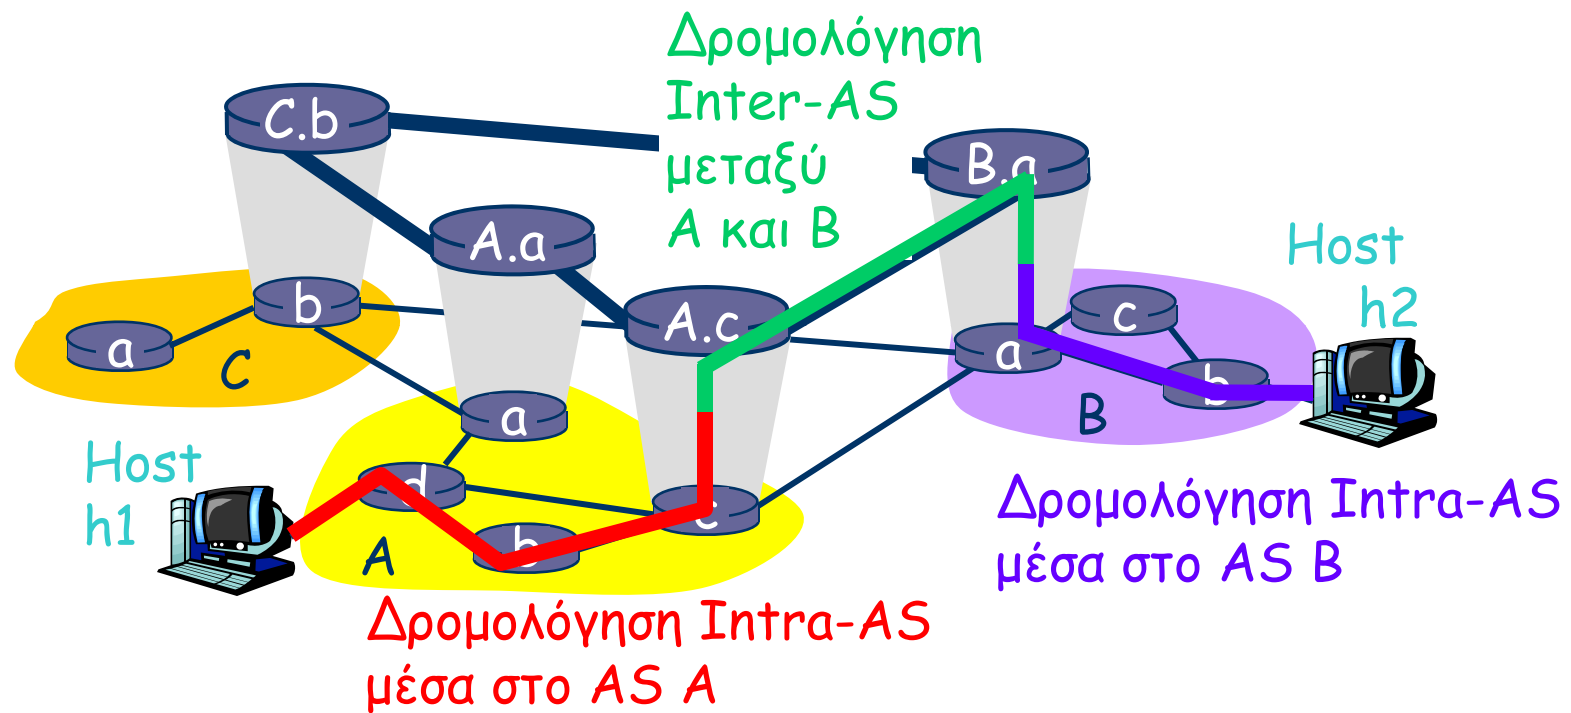 Δρομολόγηση
Inter-AS
μεταξύ
A και B
C.b
B.a
A.a
A.c
Host
h2
b
a
C
c
a
b
B
a
Host
h1
d
c
b
A
Δρομολόγηση Intra-AS
μέσα στο AS B
Δρομολόγηση Intra-AS
μέσα στο AS A